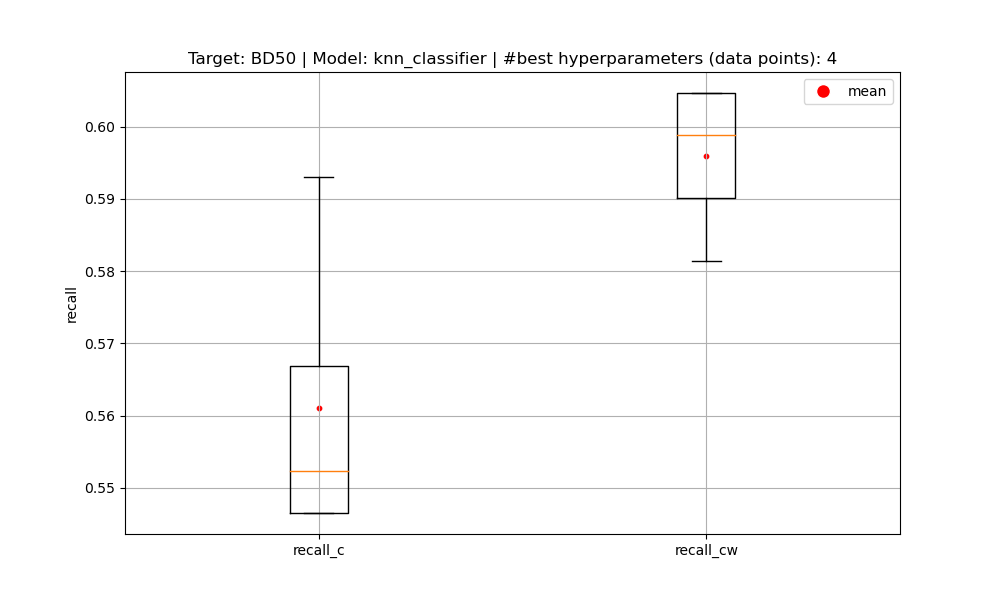 Target: BD50 | Model: knn_classifier | #best hyperparameters (data points): 4
mean
0.60
0.59
0.58
0.57
0.56
0.55
recall
recall_c
recall_cw